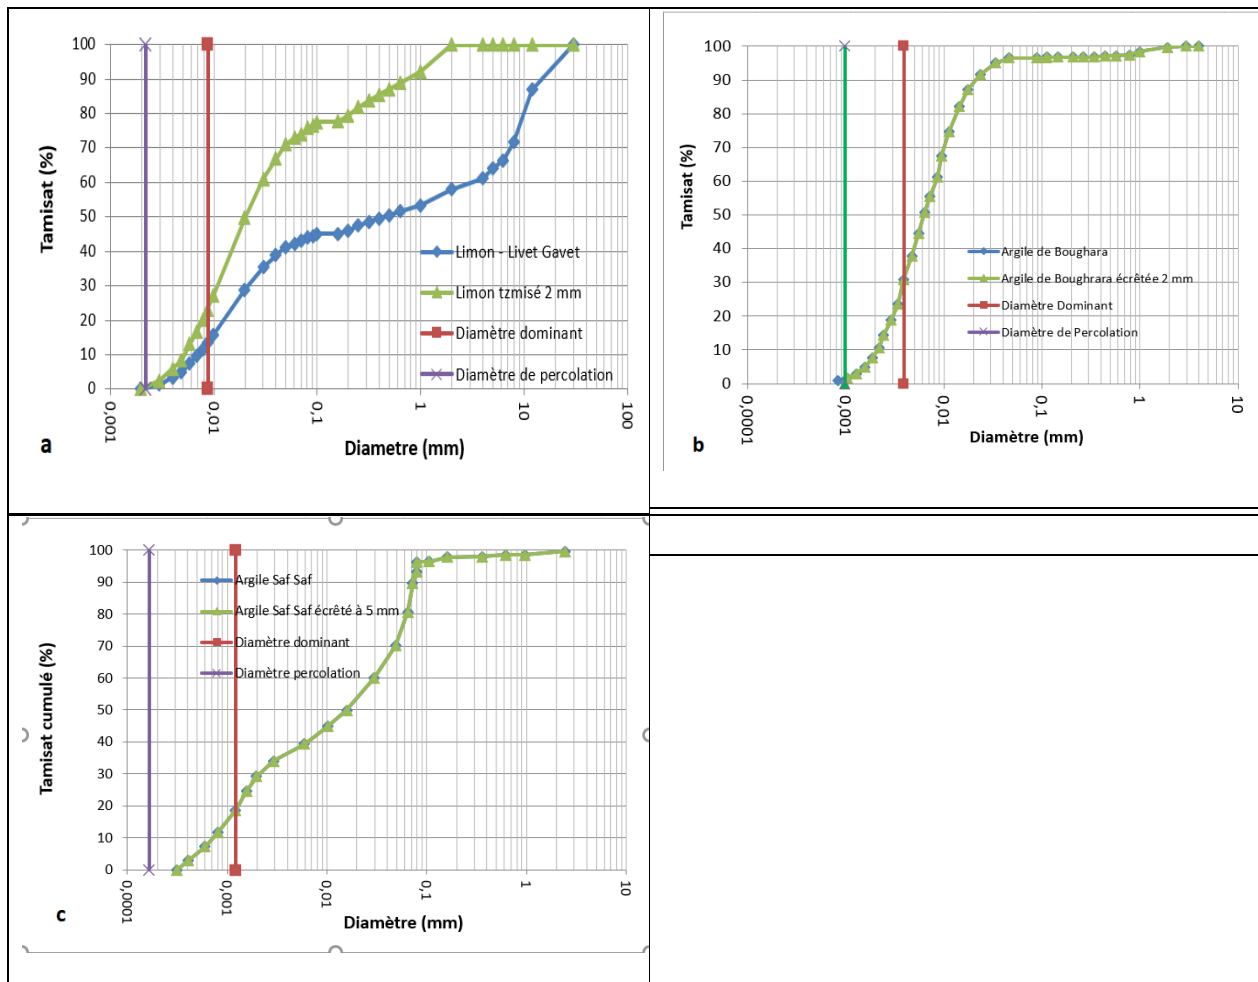 100
90
80
70
60
50
40
30
20
10
0
Tamisat (%)
0,001
0,01
0,1
1
10
100
Diametre (mm)
Limon - Livet Gavet
Limon tzmisé 2 mm
Diamètre dominant
Diamètre de percolation
a
100
90
80
70
60
50
40
30
20
10
0
Tamisat (%)
0,0001
0,001
0,01
0,1
1
10
Diamètre (mm)
Argile de Boughara
Argile de Boughrara écrêtée 2 mm
Diamètre Dominant
Diamètre de Percolation
b
100
90
80
70
60
50
40
30
20
10
0
Tamisat cumulé (%)
0,0001
0,001
0,01
0,1
1
10
Diamètre (mm)
Argile Saf Saf
Argile Saf Saf écrêté à 5 mm
Diamètre dominant
Diamètre percolation
c